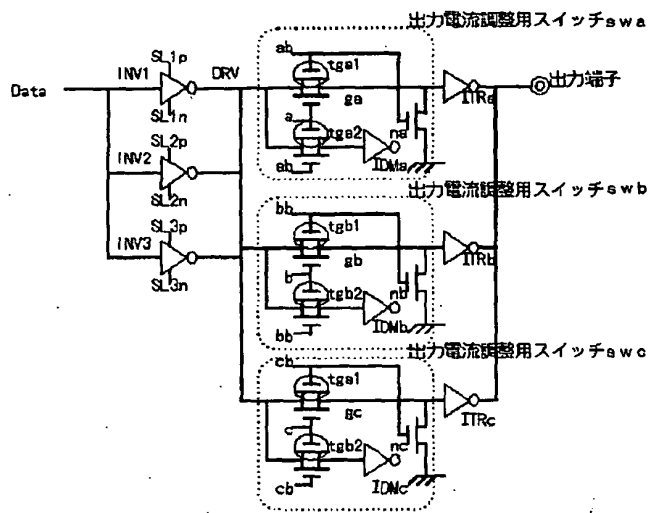 出力電流調整用スイッチswa
SL1p
ab
INV1
DRV
tga1
出力端子
Data
ga
ITRa
SL1n
a
na
SL2p
tga2
INV2
ab
IDMa
SL2n
出力電流調整用スイッチswb
bb
SL3p
tgb1
INV3
gb
ITRb
SL3n
b
nb
tgb2
bb
IDMb
出力電流調整用スイッチswc
cb
tga1
gc
ITRc
c
nc
tgb2
cb
IDMc